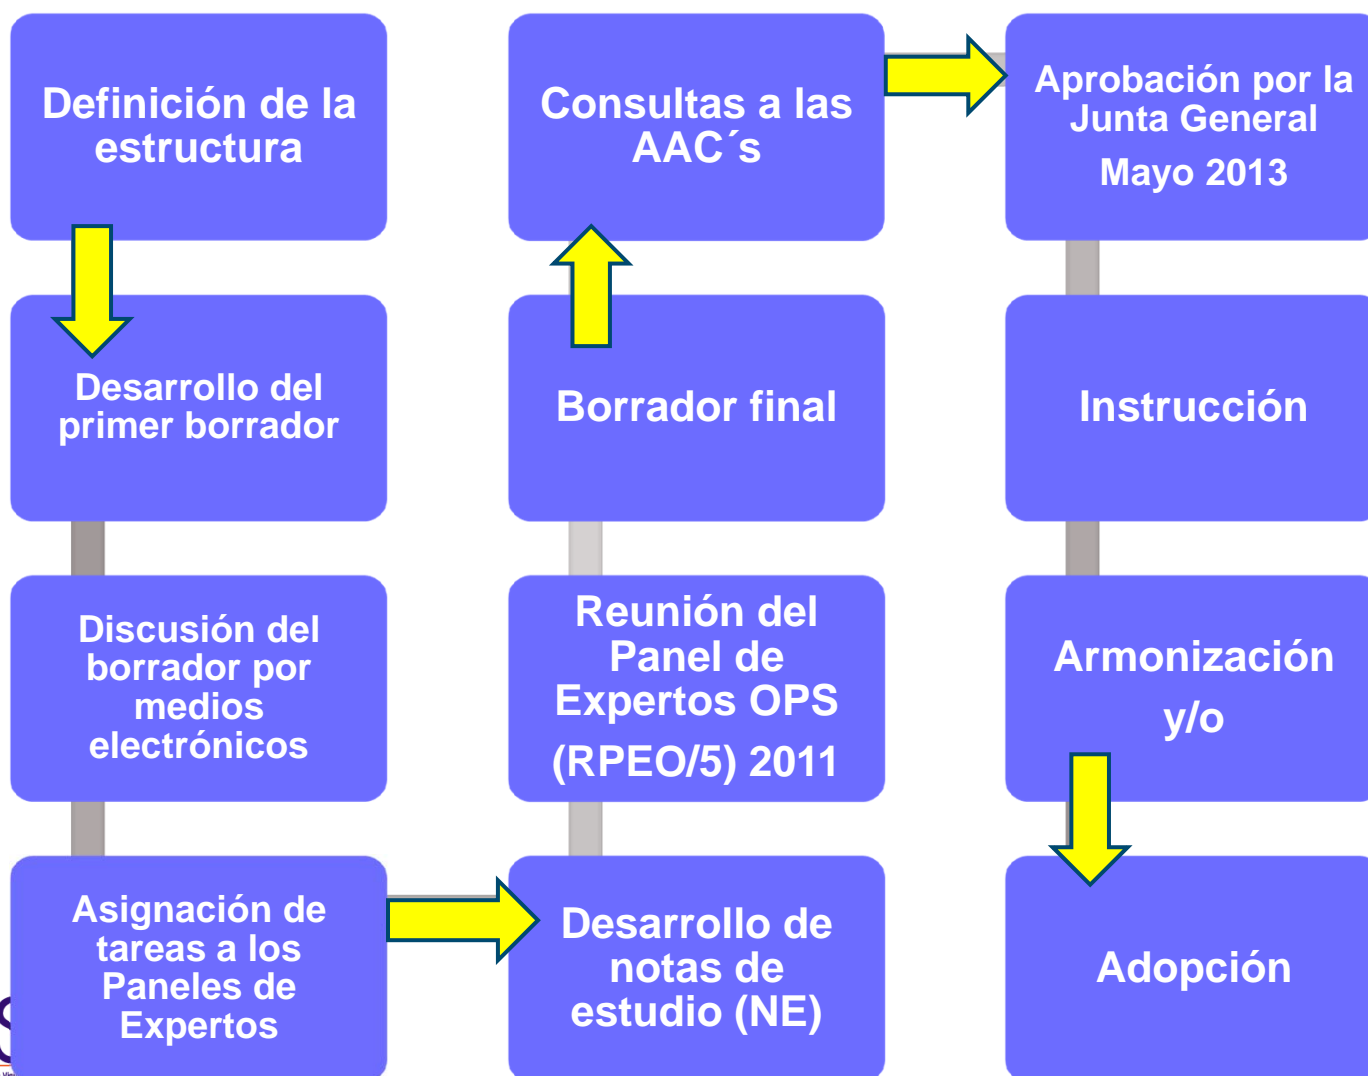 Definición de la
estructura
Desarrollo del
primer borrador
Discusión del
borrador por
medios
electrónicos
Asignación de
tareas a los
Paneles de
Expertos
Desarrollo de
notas de
estudio (NE)
Reunión del
Panel de
Expertos OPS
(RPEO/5) 2011
Borrador final
Consultas a las
AAC´s
Aprobación por la
Junta General
Mayo 2013
Instrucción
Armonización
y/o
Adopción